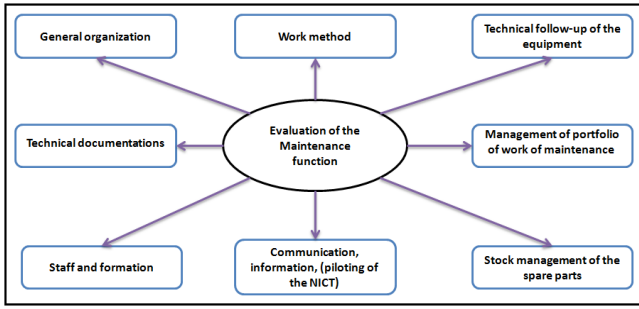 General organization
Work method
Technical follow-up of the
equipment
Technical documentations
Evaluation of the
Maintenance
function
Management of portfolio
of work of maintenance
Staff and formation
Communication,
information, (piloting of
the NICT)
Stock management of the
spare parts